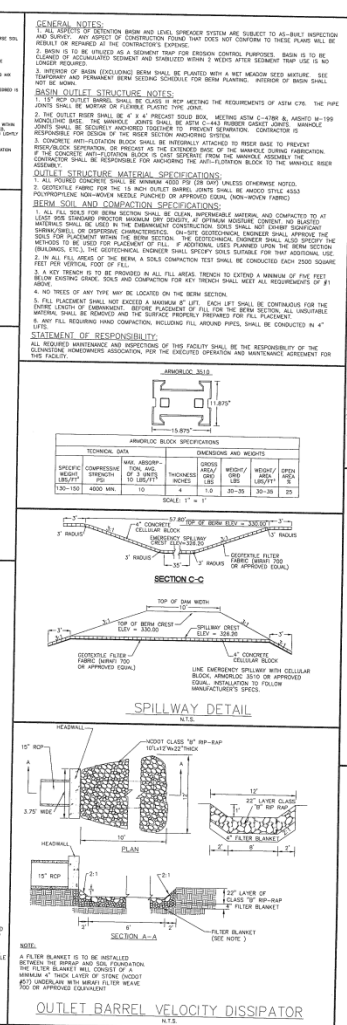 GENERAL NOTES:
1. ALL ASPECTS OF DETENTION BASIN AND LEVEL SPREADER SYSTEM ARE SUBJECT TO AS-BUILT INSPECTION
AND SURVEY. ANY ASPECT OF CONSTRUCTION FOUND THAT DOES NOT CONFORM TO THESE PLANS WILL BE
REBUILT OR REPAIRED AT THE CONTRACTOR'S EXPENSE.
2. BASIN IS TO BE UTILIZED AS A SEDIMENT TRAP FOR EROSION CONTROL PURPOSES. BASIN IS TO BE
CLEANED OF ACCUMULATED SEDIMENT AND STABILIZED WITHIN 2 WEEKS AFTER SEDIMENT TRAP USE IS NO
LONGER REQUIRED.
3. INTERIOR OF BASIN (EXCLUDING) BERM SHALL BE PLANTED WITH A WET MEADOW SEED MIXTURE. SEE
TEMPORARY AND PERMANENT BERM SEEDING SCHEDULE FOR BERM PLANTING. INTERIOR OF BASIN SHALL
NOT BE MOWN.
BASIN OUTLET STRUCTURE NOTES:
1. 15" RCP OUTLET BARREL SHALL BE CLASS III RCP MEETING THE REQUIREMENTS OF ASTM C76. THE PIPE
JOINTS SHALL BE MORTAR OR FLEXIBLE PLASTIC TYPE JOINT.
2. THE OUTLET RISER SHALL BE 4' X 4' PRECAST SOLID BOX, MEETING ASTM C-478R &, AASHTO M-199
MONOLITHIC BASE. THE MANHOLE JOINTS SHALL BE ASTM C-443 RUBBER GASKET JOINTS. MANHOLE
JOINTS SHALL BE SECURELY ANCHORED TOGETHER TO PREVENT SEPARATION. CONTRACTOR IS
RESPONSIBLE FOR DESIGN OF THE RISER SECTION ANCHORING SYSTEM.
3. CONCRETE ANTI-FLOTATION BLOCK SHALL BE INTEGRALLY ATTACHED TO RISER BASE TO PREVENT
RISER/BLOCK SEPERATION, OR PRECAST AS THE EXTENDED BASE OF THE MANHOLE DURING FABRICATION.
IF THE CONCRETE ANTI-FLOTATION BLOCK IS CAST SEPERATE FROM THE MANHOLE ASSEMBLY THE
CONTRACTOR SHALL BE RESPONSIBLE FOR ANCHORING THE ANTI-FLOTATION BLOCK TO THE MANHOLE RISER
ASSEMBLY.
OUTLET STRUCTURE MATERIAL SPECIFICATIONS:
1. ALL POURED CONCRETE SHALL BE MINIMUM 4000 PSI (28 DAY) UNLESS OTHERWISE NOTED.
2. GEOTEXTILE FABRIC FOR THE 15 INCH OUTLET BARREL JOINTS SHALL BE AMOCO STYLE 4553
POLYPROPYLENE NON-WOVEN NEEDLE PUNCHED OR APPROVED EQUAL (NON-WOVEN FABRIC)
BERM SOIL AND COMPACTION SPECIFICATIONS:
1. ALL FILL SOILS FOR BERM SECTION SHALL BE CLEAN, IMPERMEABLE MATERIAL AND COMPACTED TO AT
LEAST 95% STANDARD PROCTOR MAXIMUM DRY DENSITY, AT OPTIMUM MOISTURE CONTENT. NO BLASTED
MATERIALS SHALL BE USED IN THE EMBANKMENT CONSTRUCTION. SOILS SHALL NOT EXHIBIT SIGNIFICANT
SHRINK/SWELL OR DISPERSIVE CHARACTERISTICS. ON-SITE GEOTECHNICAL ENGINEER SHALL APPROVE THE
SOILS FOR PLACEMENT WITHIN THE BERM SECTION. THE GEOTECHNICAL ENGINEER SHALL ALSO SPECIFY THE
METHODS TO BE USED FOR PLACEMENT OF FILL. IF ADDITIONAL USES PLANNED UPON THE BERM SECTION
(BUILDINGS, ETC.), THE GEOTECHNICAL ENGINEER SHALL SPECIFY SOILS SUITABLE FOR THAT ADDITIONAL USE.
2. IN ALL FILL AREAS OF THE BERM, A SOILS COMPACTION TEST SHALL BE CONDUCTED EACH 2500 SQUARE
FEET PER VERTICAL FOOT OF FILL.
3. A KEY TRENCH IS TO BE PROVIDED IN ALL FILL AREAS. TRENCH TO EXTEND A MINIMUM OF FIVE FEET
BELOW EXISTING GRADE. SOILS AND COMPACTION FOR KEY TRENCH SHALL MEET ALL REQUIREMENTS OF #1
ABOVE.
4. NO TREES OF ANY TYPE MAY BE LOCATED ON THE BERM SECTION.
5. FILL PLACEMENT SHALL NOT EXCEED A MAXIMUM 8" LIFT. EACH LIFT SHALL BE CONTINUOUS FOR THE
ENTIRE LENGTH OF EMBANKMENT. BEFORE PLACEMENT OF FILL FOR THE BERM SECTION, ALL UNSUITABLE
MATERIAL SHALL BE REMOVED AND THE SURFACE PROPERLY PREPARED FOR FILL PLACEMENT.
6. ANY FILL REQUIRING HAND COMPACTION, INCLUDING FILL AROUND PIPES, SHALL BE CONDUCTED IN 4"
LIFTS.
STATEMENT OF RESPONSIBILITY:
ALL REQUIRED MAINTENANCE AND INSPECTIONS OF THIS FACILITY SHALL BE THE RESPONSIBILITY OF THE
GLENSTONE HOMEOWNERS ASSOCIATION, PER THE EXECUTED OPERATION AND MAINTENANCE AGREEMENT FOR
THIS FACILITY.
ARMORLOC 3510
11.875"
15.875"
ARMORLOC BLOCK SPECIFICATIONS
TECHNICAL DATA DIMENSIONS AND WEIGHTS
SPECIFIC WEIGHT LBS/FT³ COMPRESSIVE STRENGTH PSI MAX. ABSORPTION, AVG. OF 3 UNITS 10 LBS/FT³ THICKNESS INCHES GROSS AREA/ GRID LBS WEIGHT/ GRID LBS WEIGHT/ AREA LBS/FT² OPEN AREA %
130-150 4000 MIN. 10 4 1.0 30-35 30-35 25
SCALE: 1" = 1'
57.80'
4" CONCRETE CELLULAR BLOCK
TOP OF BERM ELEV = 330.00
EMERGENCY SPILLWAY
CREST ELEV=328.20
3:1
3:1
3' RADIUS
3' RADIUS
3' RADIUS
3' RADIUS
35'
GEOTEXTILE FILTER
FABRIC (MIRAFI 700
OR APPROVED EQUAL)
SECTION C-C
TOP OF DAM WIDTH
10'
TOP OF BERM CREST
ELEV = 330.00
SPILLWAY CREST
ELEV = 328.20
3'
3:1
3:1
3'
GEOTEXTILE FILTER
FABRIC (MIRAFI 700
OR APPROVED EQUAL)
4" CONCRETE
CELLULAR BLOCK
LINE EMERGENCY SPILLWAY WITH CELLULAR
BLOCK, ARMORLOC 3510 OR APPROVED
EQUAL. INSTALLATION TO FOLLOW
MANUFACTURER'S SPECS.
SPILLWAY DETAIL
N.T.S.
HEADWALL
NCDOT CLASS "B" RIP-RAP
10'Lx12'Wx22"THICK
15" RCP
A
A
3.75' WIDE
10'
PLAN
12'
22" LAYER CLASS
"B" RIP RAP
1'
4" FILTER BLANKET
2'
8'
2'
HEADWALL
15" RCP
2:1
2:1
22" LAYER OF
CLASS "B" RIP-RAP
4" FILTER BLANKET
2'
6'
2'
SECTION A-A
FILTER BLANKET
(SEE NOTE )
NOTE:
A FILTER BLANKET IS TO BE INSTALLED
BETWEEN THE RIPRAP AND SOIL FOUNDATION.
THE FILTER BLANKET WILL CONSIST OF A
MINIMUM 4" THICK LAYER OF STONE (NCDOT
#57) UNDERLAIN WITH MIRAFI FILTER WEAVE
700 OR APPROVED EQUIVALENT
OUTLET BARREL VELOCITY DISSIPATOR
N.T.S.